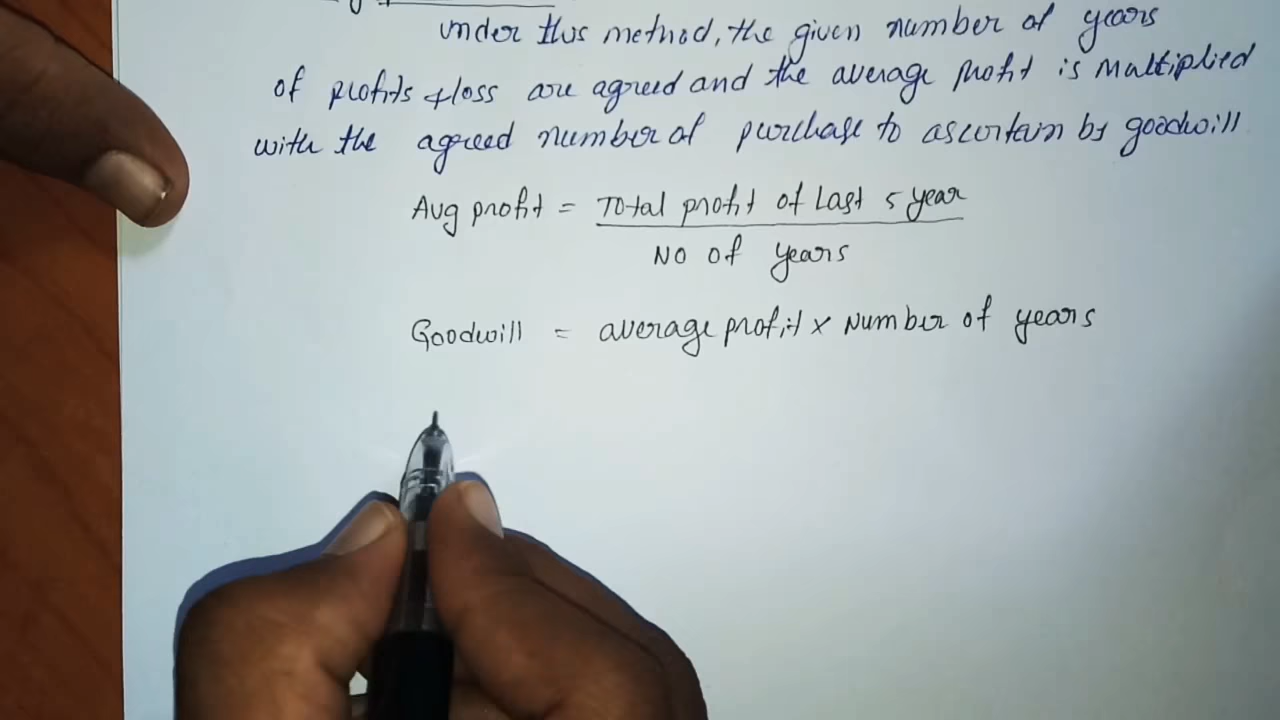 under this method, the given number of years
of profits & loss are agreed and the average profit is multiplied
with the agreed number of purchase to ascertain by goodwill
Avg profit = Total profit of Last 5 year
No of years
Goodwill = average profit × Number of years